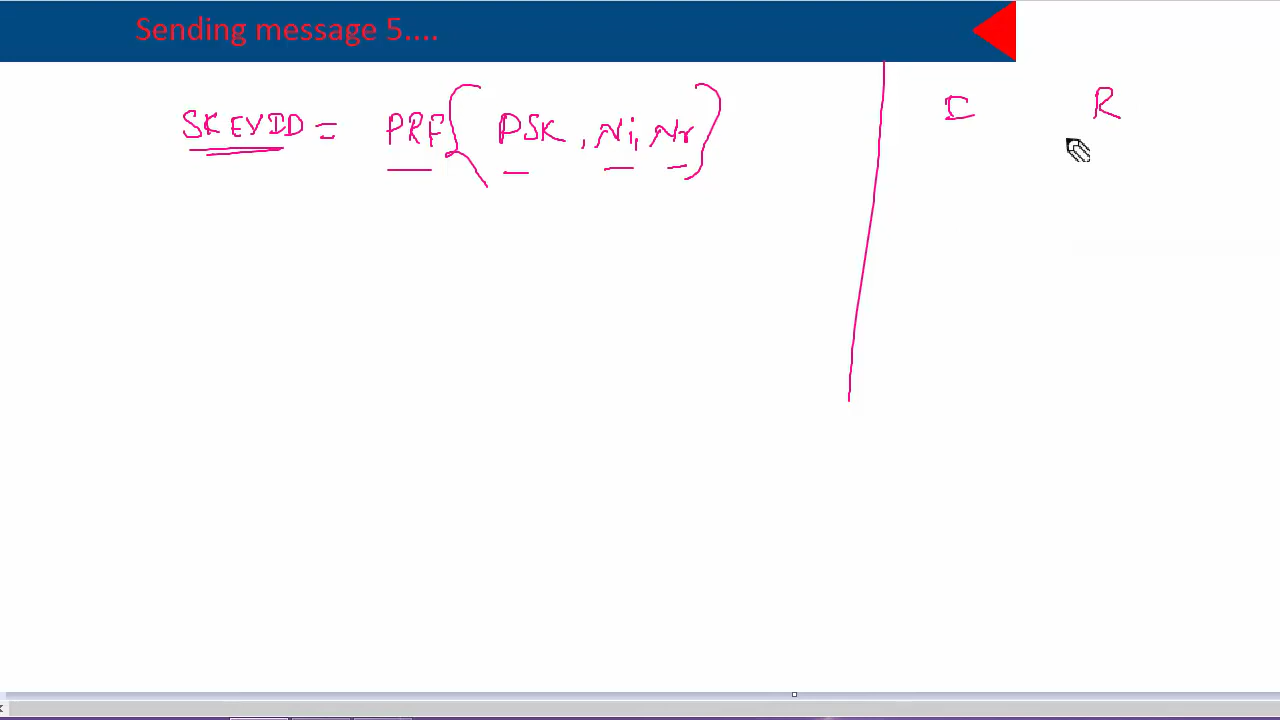 Sending message 5....
SKEYID = PRF ( PSK , Ni, Nr )
I R